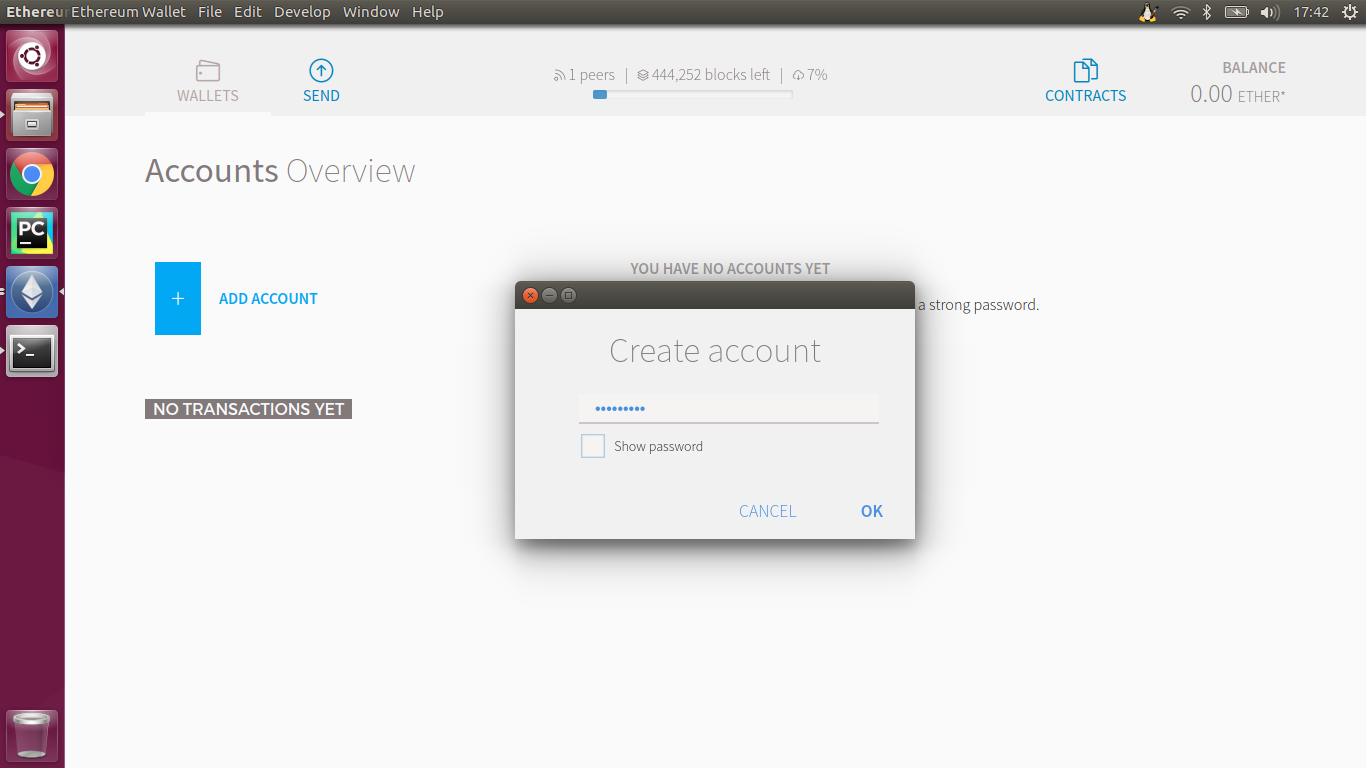 Ethereu Ethereum Wallet File Edit Develop Window Help 17:42
1 peers | 444,252 blocks left | 7%
BALANCE
WALLETS SEND CONTRACTS 0.00 ETHER*
Accounts Overview
PC
YOU HAVE NO ACCOUNTS YET
+ ADD ACCOUNT
a strong password.
Create account
•••••••••
NO TRANSACTIONS YET
Show password
CANCEL OK